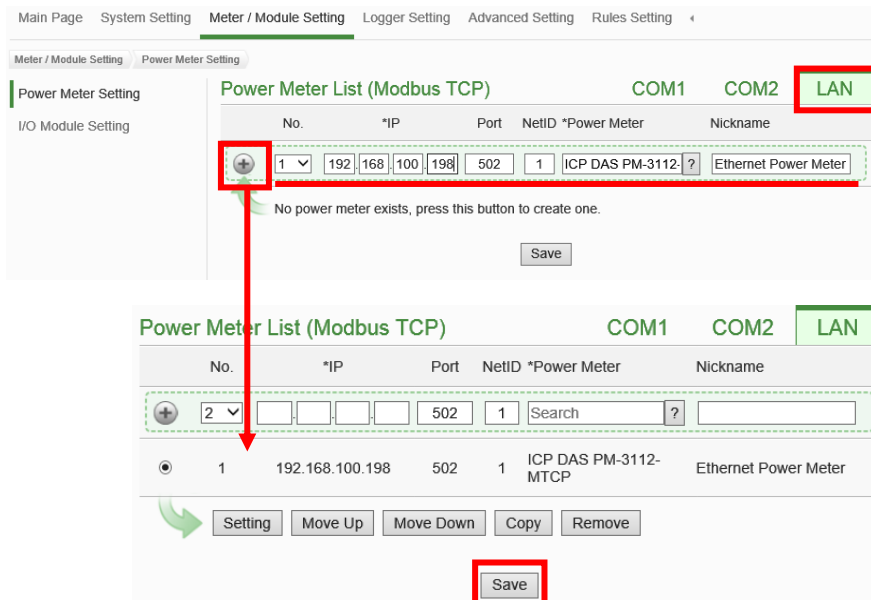 Main Page System Setting Meter / Module Setting Logger Setting Advanced Setting Rules Setting
Meter / Module Setting Power Meter Setting
Power Meter Setting
I/O Module Setting
Power Meter List (Modbus TCP) COM1 COM2 LAN
No. *IP Port NetID *Power Meter Nickname
1 192.168.100.198 502 1 ICP DAS PM-3112- ? Ethernet Power Meter
No power meter exists, press this button to create one.
Save
Power Meter List (Modbus TCP) COM1 COM2 LAN
No. *IP Port NetID *Power Meter Nickname
2 . . . 502 1 Search ?
1 192.168.100.198 502 1 ICP DAS PM-3112- Ethernet Power Meter
MTCP
Setting Move Up Move Down Copy Remove
Save